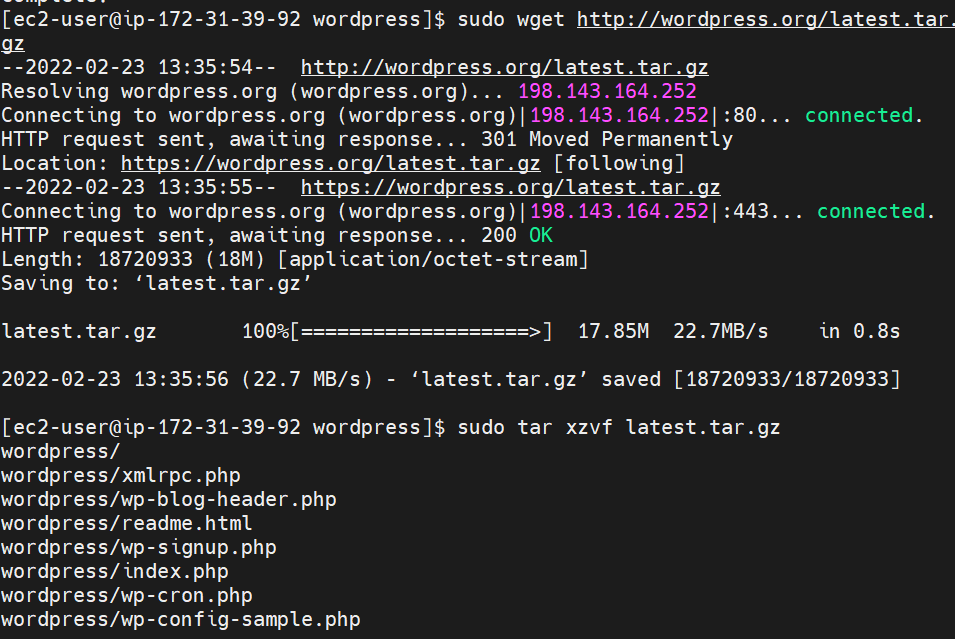 [ec2-user@ip-172-31-39-92 wordpress]$ sudo wget http://wordpress.org/latest.tar.
gz
--2022-02-23 13:35:54--  http://wordpress.org/latest.tar.gz
Resolving wordpress.org (wordpress.org)... 198.143.164.252
Connecting to wordpress.org (wordpress.org)|198.143.164.252|:80... connected.
HTTP request sent, awaiting response... 301 Moved Permanently
Location: https://wordpress.org/latest.tar.gz [following]
--2022-02-23 13:35:55--  https://wordpress.org/latest.tar.gz
Connecting to wordpress.org (wordpress.org)|198.143.164.252|:443... connected.
HTTP request sent, awaiting response... 200 OK
Length: 18720933 (18M) [application/octet-stream]
Saving to: ‘latest.tar.gz’
latest.tar.gz       100%[===================>]  17.85M  22.7MB/s    in 0.8s
2022-02-23 13:35:56 (22.7 MB/s) - ‘latest.tar.gz’ saved [18720933/18720933]
[ec2-user@ip-172-31-39-92 wordpress]$ sudo tar xzvf latest.tar.gz
wordpress/
wordpress/xmlrpc.php
wordpress/wp-blog-header.php
wordpress/readme.html
wordpress/wp-signup.php
wordpress/index.php
wordpress/wp-cron.php
wordpress/wp-config-sample.php